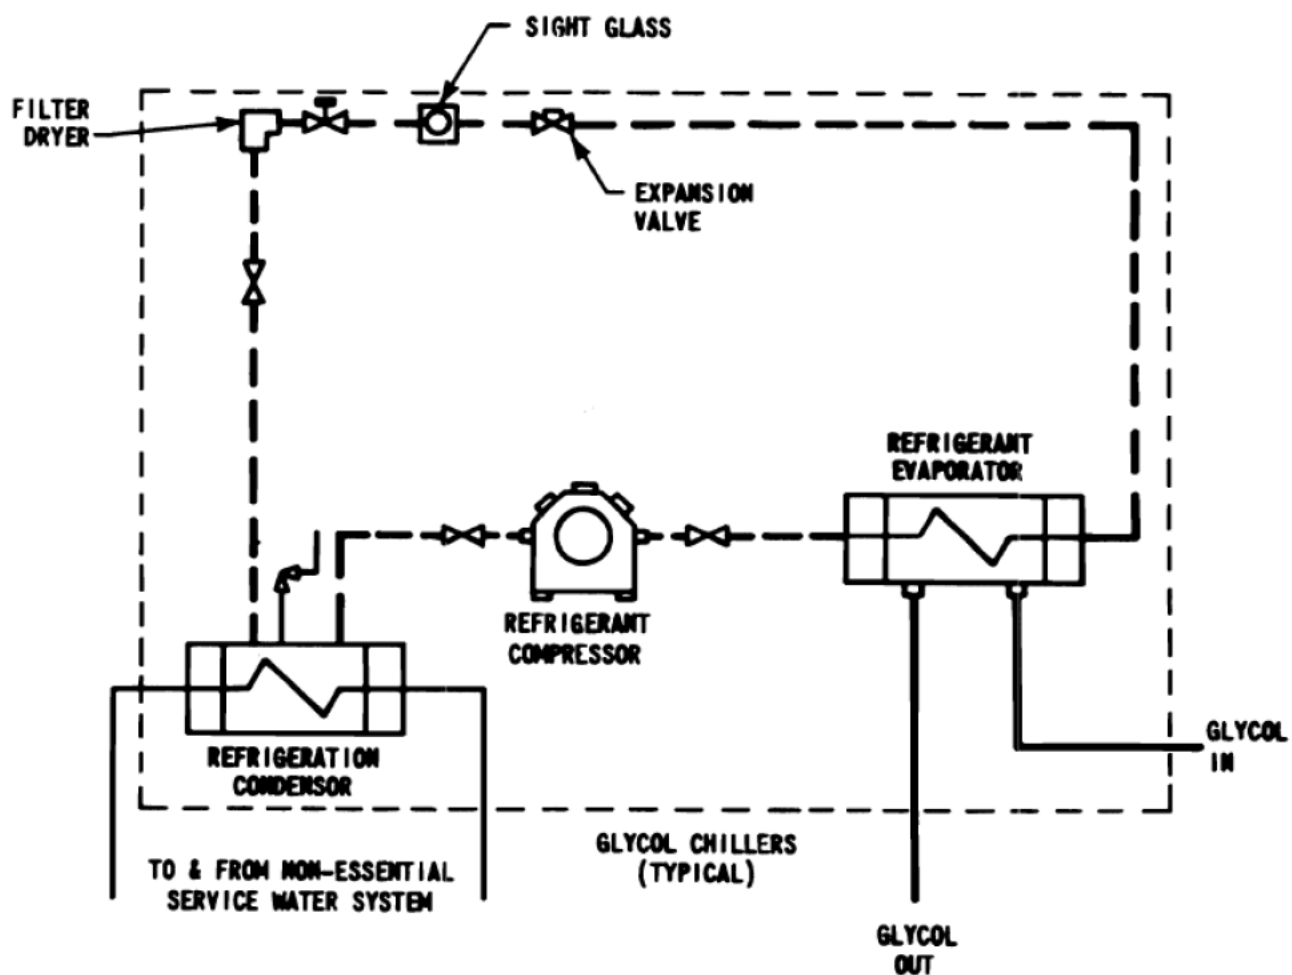 SIGHT GLASS
FILTER
DRYER
EXPANSION
VALVE
REFRIGERANT
EVAPORATOR
REFRIGERANT
COMPRESSOR
GLYCOL
IN
REFRIGERATION
CONDENSOR
GLYCOL CHILLERS
(TYPICAL)
TO & FROM NON-ESSENTIAL
SERVICE WATER SYSTEM
GLYCOL
OUT